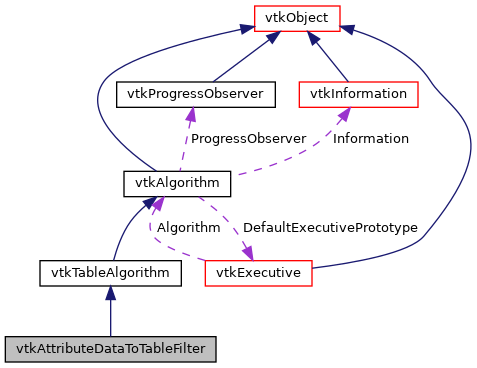 vtkObject
vtkProgressObserver
vtkInformation
ProgressObserver
Information
vtkAlgorithm
Algorithm
DefaultExecutivePrototype
vtkTableAlgorithm
vtkExecutive
vtkAttributeDataToTableFilter